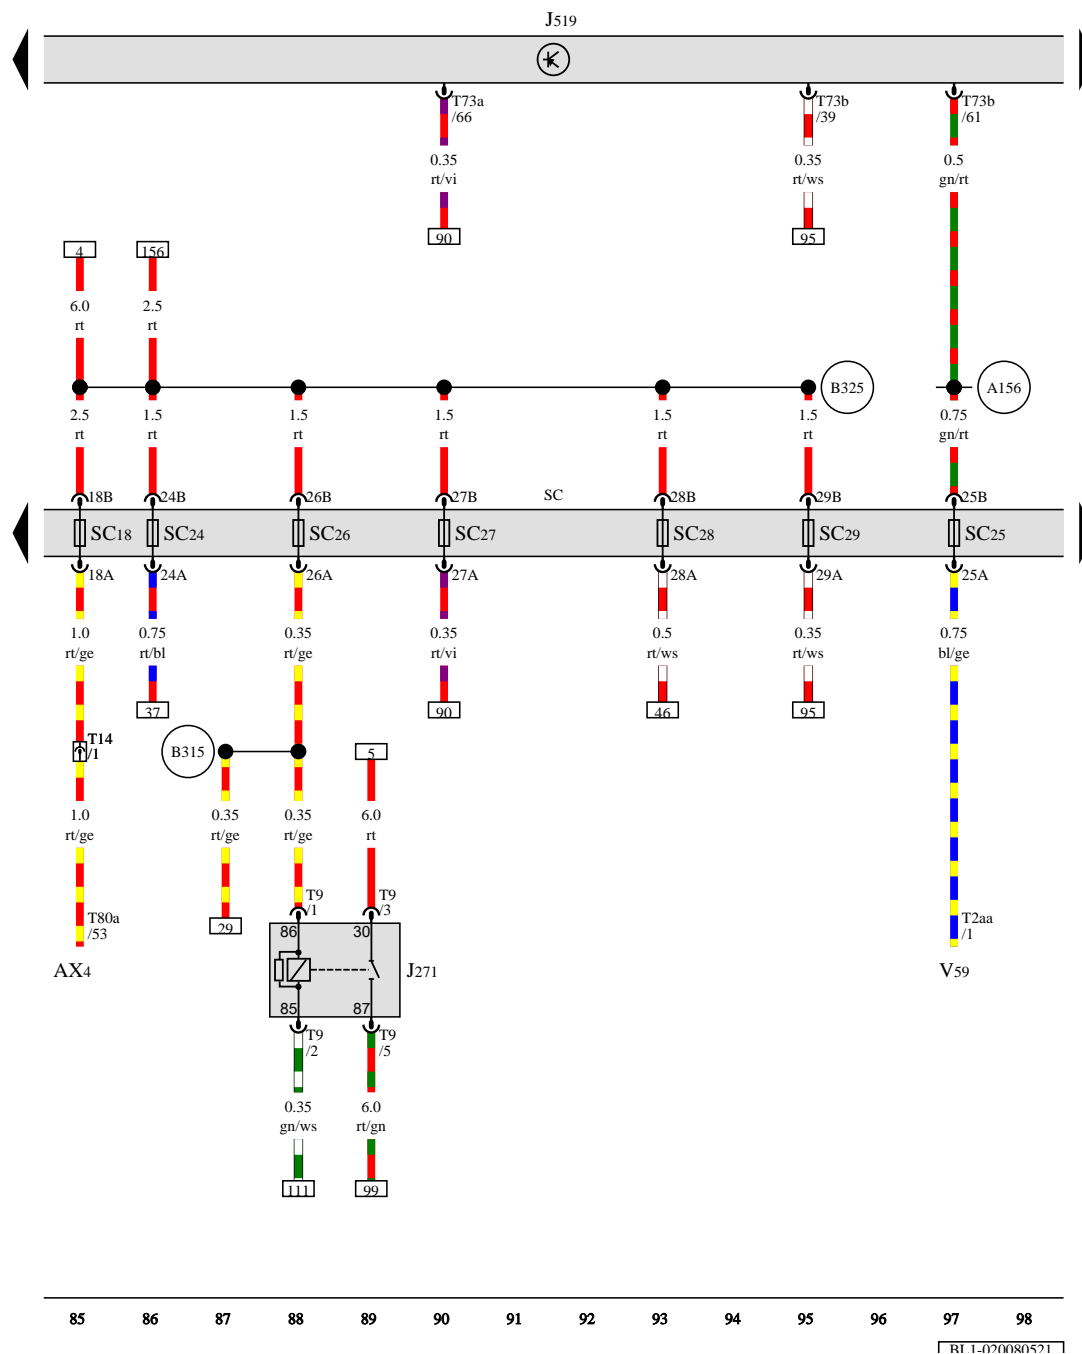 J519
T73a
/66
T73b
/39
T73b
/61
0.35
rt/vi
0.35
rt/ws
0.5
gn/rt
90
95
4
156
6.0
rt
2.5
rt
B325
A156
2.5
rt
1.5
rt
1.5
rt
1.5
rt
1.5
rt
1.5
rt
0.75
gn/rt
18B
24B
26B
27B
SC
28B
29B
25B
SC18
SC24
SC26
SC27
SC28
SC29
SC25
18A
24A
26A
27A
28A
29A
25A
1.0
rt/ge
0.75
rt/bl
0.35
rt/ge
0.35
rt/vi
0.5
rt/ws
0.35
rt/ws
0.75
bl/ge
37
90
46
95
T14
/1
B315
5
1.0
rt/ge
0.35
rt/ge
0.35
rt/ge
6.0
rt
T80a
/53
29
T9
/1
T9
/3
T2aa
/1
86
30
AX4
J271
V59
85
87
T9
/2
T9
/5
0.35
gn/ws
6.0
rt/gn
111
99
85 86 87 88 89 90 91 92 93 94 95 96 97 98
BL1-020080521